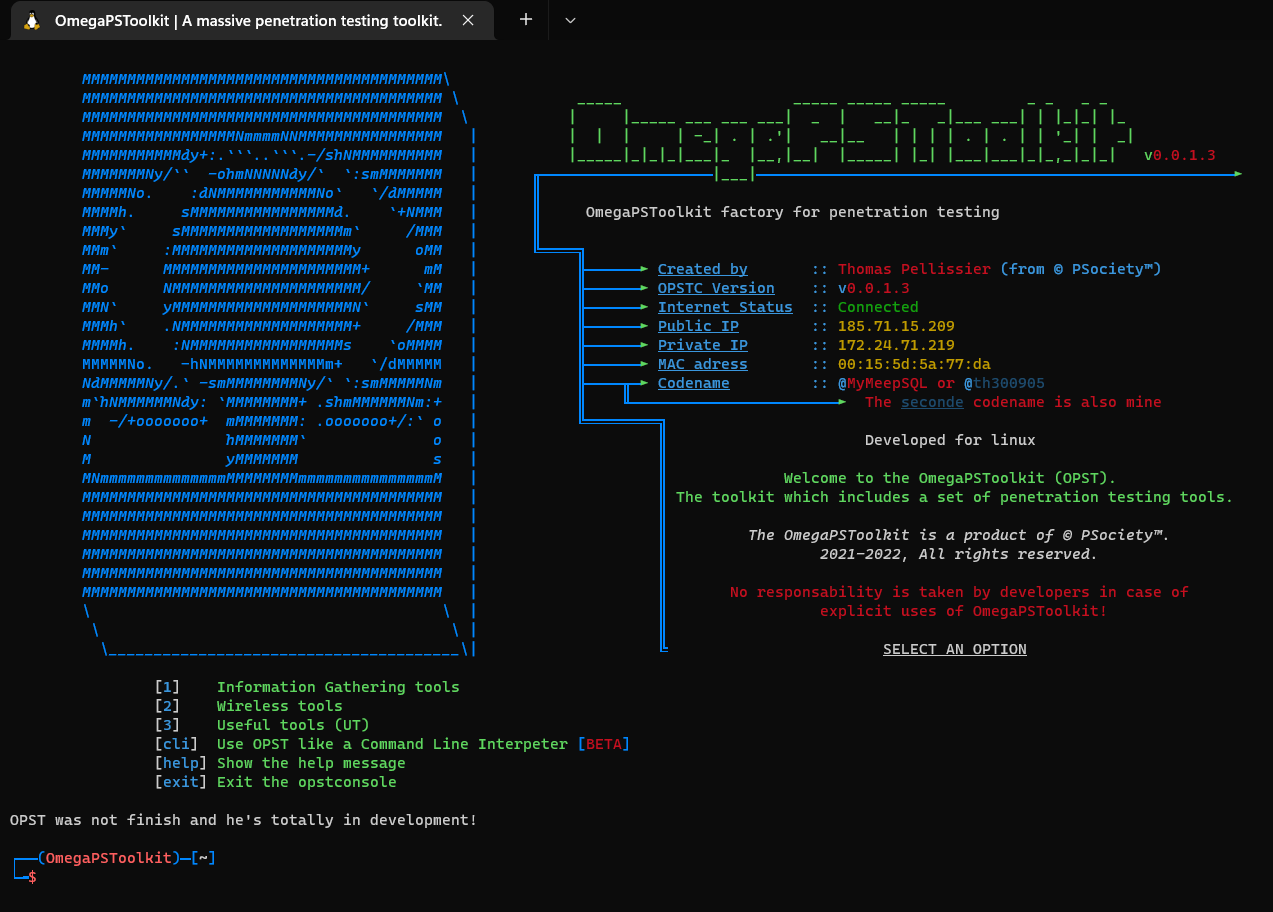 OmegaPSToolkit | A massive penetration testing toolkit.
OmegaPSToolkit
v0.0.1.3
OmegaPSToolkit factory for penetration testing
Created by :: Thomas Pellissier (from © PSociety™)
OPSTC Version :: v0.0.1.3
Internet Status :: Connected
Public IP :: 185.71.15.209
Private IP :: 172.24.71.219
MAC adress :: 00:15:5d:5a:77:da
Codename :: @MyMeepSQL or @th300905
The seconde codename is also mine
Developed for linux
Welcome to the OmegaPSToolkit (OPST).
The toolkit which includes a set of penetration testing tools.
The OmegaPSToolkit is a product of © PSociety™.
2021-2022, All rights reserved.
No responsability is taken by developers in case of
explicit uses of OmegaPSToolkit!
SELECT AN OPTION
[1] Information Gathering tools
[2] Wireless tools
[3] Useful tools (UT)
[cli] Use OPST like a Command Line Interpeter [BETA]
[help] Show the help message
[exit] Exit the opstconsole
OPST was not finish and he's totally in development!
(OmegaPSToolkit)-[~]
$